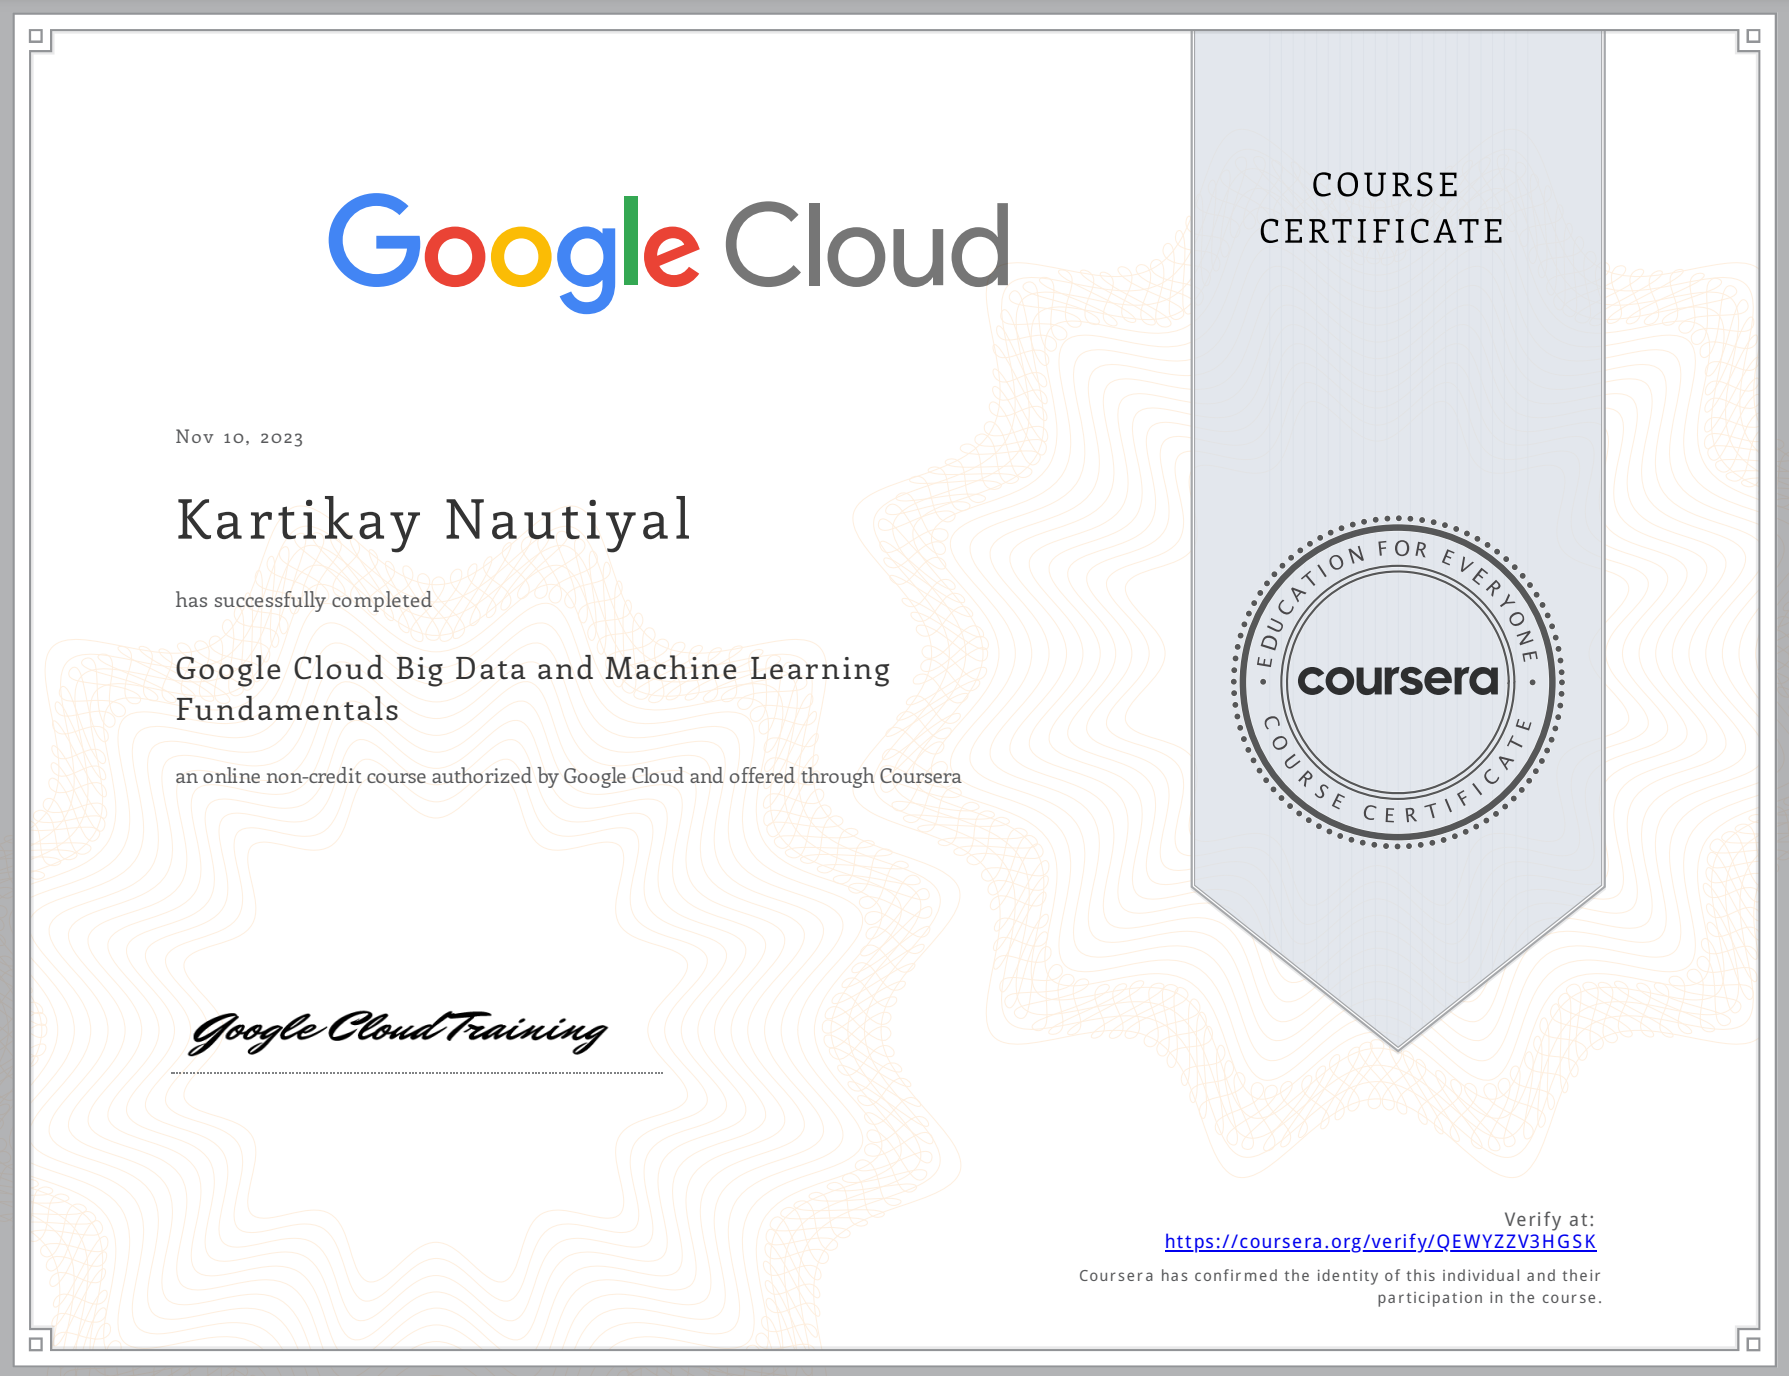 Google Cloud
COURSE
CERTIFICATE
Nov 10, 2023
Kartikay Nautiyal
has successfully completed
Google Cloud Big Data and Machine Learning
Fundamentals
an online non-credit course authorized by Google Cloud and offered through Coursera
EDUCATION FOR EVERYONE
coursera
COURSE CERTIFICATE
Google Cloud Training
Verify at:
https://coursera.org/verify/QEWYZZV3HGSK
Coursera has confirmed the identity of this individual and their
participation in the course.